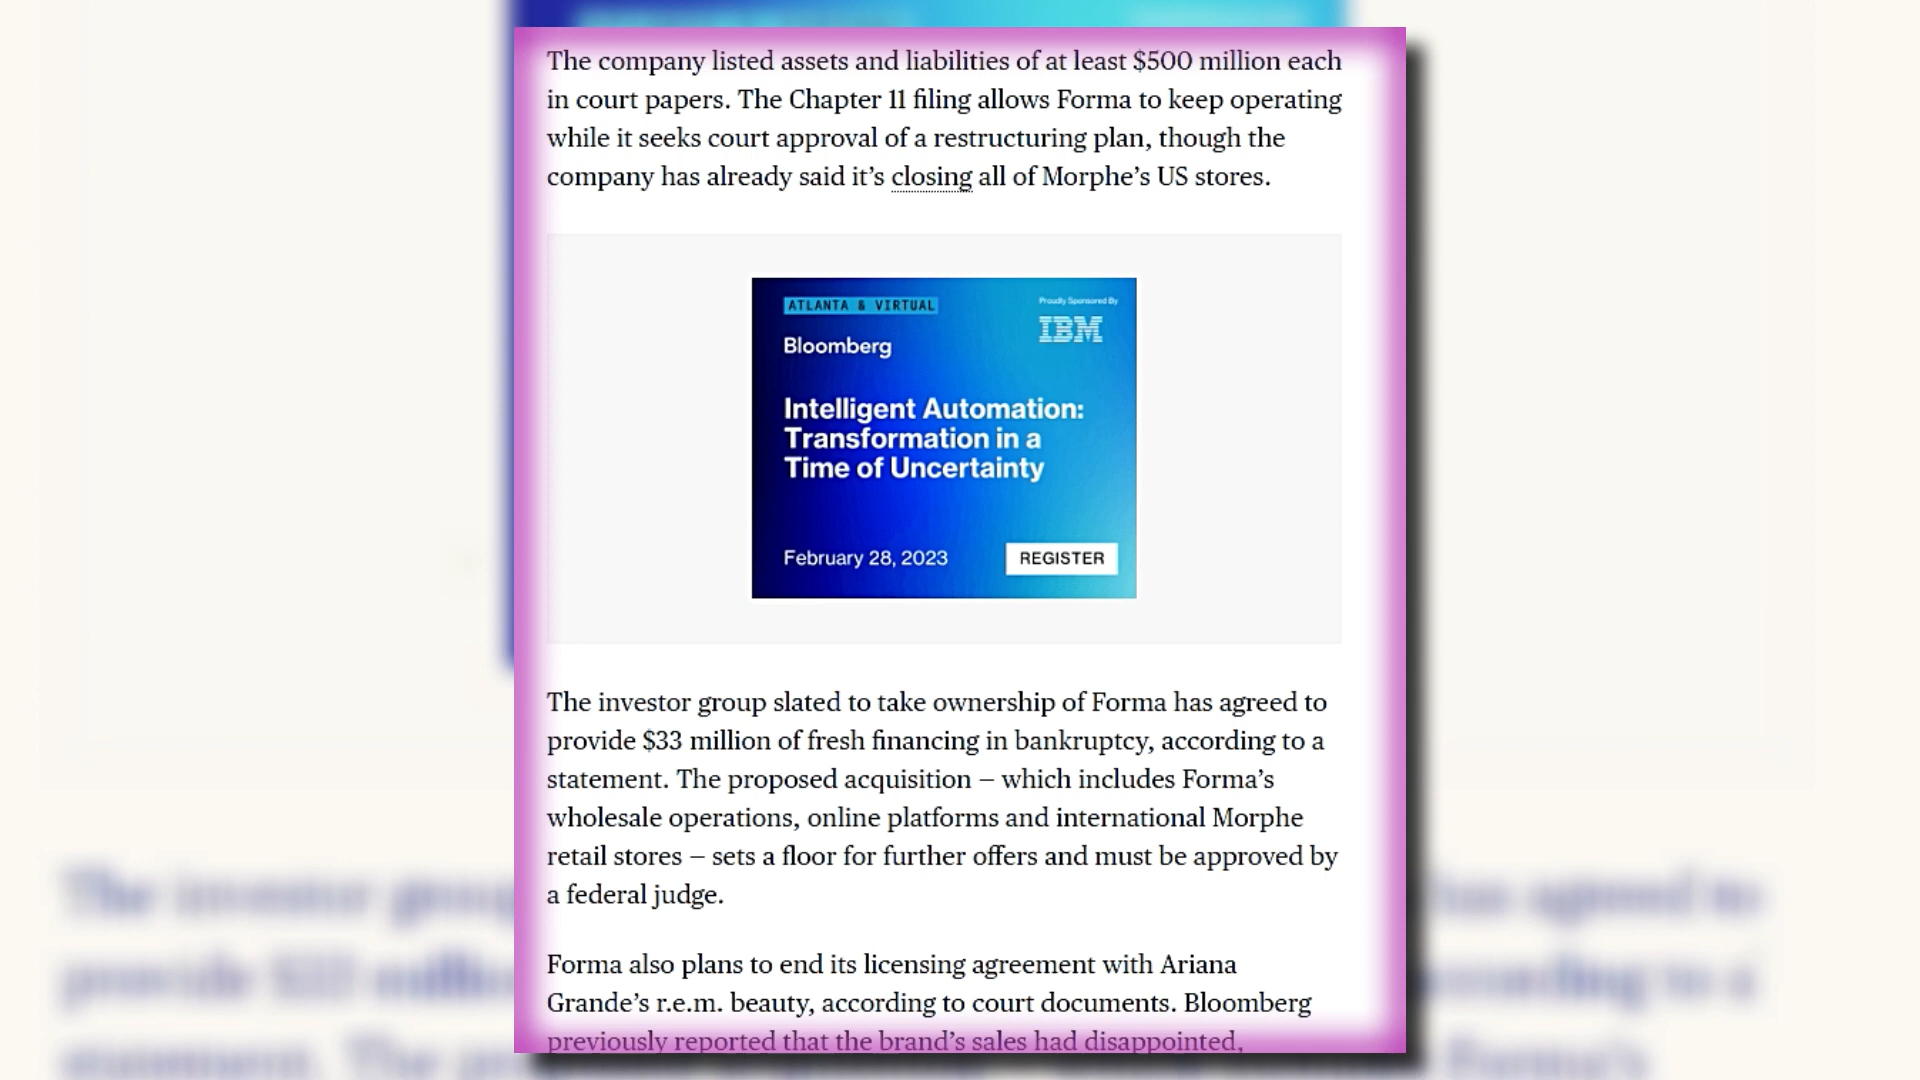 The company listed assets and liabilities of at least $500 million each
in court papers. The Chapter 11 filing allows Forma to keep operating
while it seeks court approval of a restructuring plan, though the
company has already said it’s closing all of Morphe’s US stores.
ATLANTA & VIRTUAL
Proudly Sponsored By
IBM
Bloomberg
Intelligent Automation:
Transformation in a
Time of Uncertainty
February 28, 2023
REGISTER
The investor group slated to take ownership of Forma has agreed to
provide $33 million of fresh financing in bankruptcy, according to a
statement. The proposed acquisition – which includes Forma’s
wholesale operations, online platforms and international Morphe
retail stores – sets a floor for further offers and must be approved by
a federal judge.
Forma also plans to end its licensing agreement with Ariana
Grande’s r.e.m. beauty, according to court documents. Bloomberg
previously reported that the brand’s sales had disappointed,